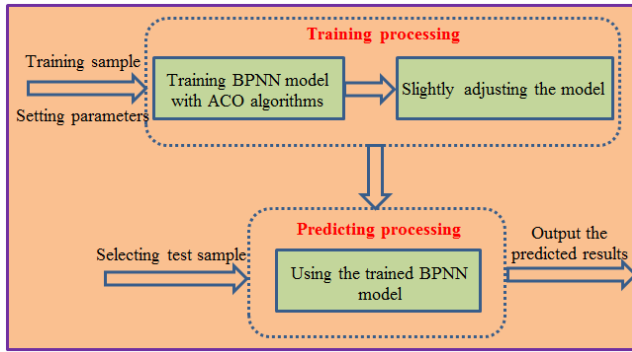 Training processing
Training sample
Setting parameters
Training BPNN model
with ACO algorithms
Slightly adjusting the model
Predicting processing
Selecting test sample
Using the trained BPNN
model
Output the
predicted results